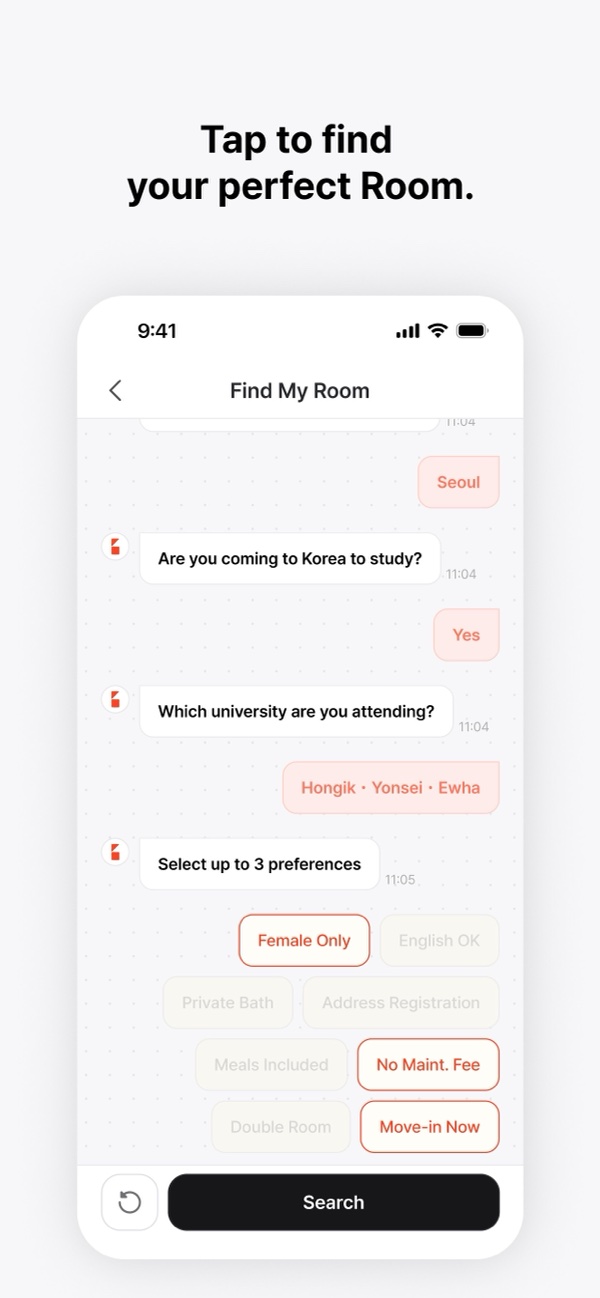 Tap to find
your perfect Room.
9:41
Find My Room
11:04
Seoul
Are you coming to Korea to study?
11:04
Yes
Which university are you attending?
11:04
Hongik · Yonsei · Ewha
Select up to 3 preferences
11:05
Female Only
English OK
Private Bath
Address Registration
Meals Included
No Maint. Fee
Double Room
Move-in Now
Search